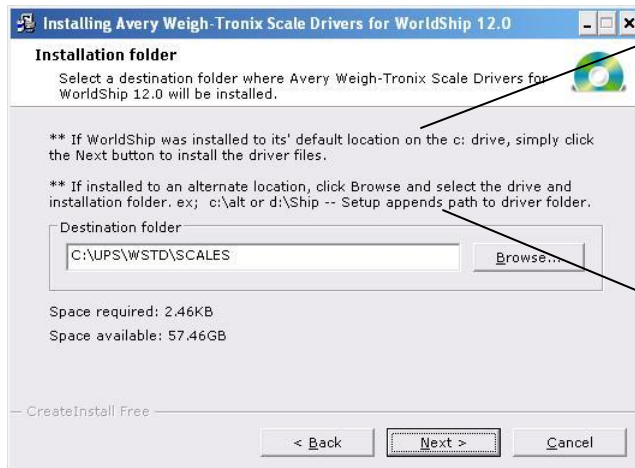 Installing Avery Weigh-Tronix Scale Drivers for WorldShip 12.0
Installation folder
Select a destination folder where Avery Weigh-Tronix Scale Drivers for
WorldShip 12.0 will be installed.
** If WorldShip was installed to its' default location on the c: drive, simply click
the Next button to install the driver files.
** If installed to an alternate location, click Browse and select the drive and
installation folder. ex; c:\alt or d:\Ship -- Setup appends path to driver folder.
Destination folder
C:\UPS\WSTD\SCALES
Browse...
Space required: 2.46KB
Space available: 57.46GB
CreateInstall Free
< Back
Next >
Cancel